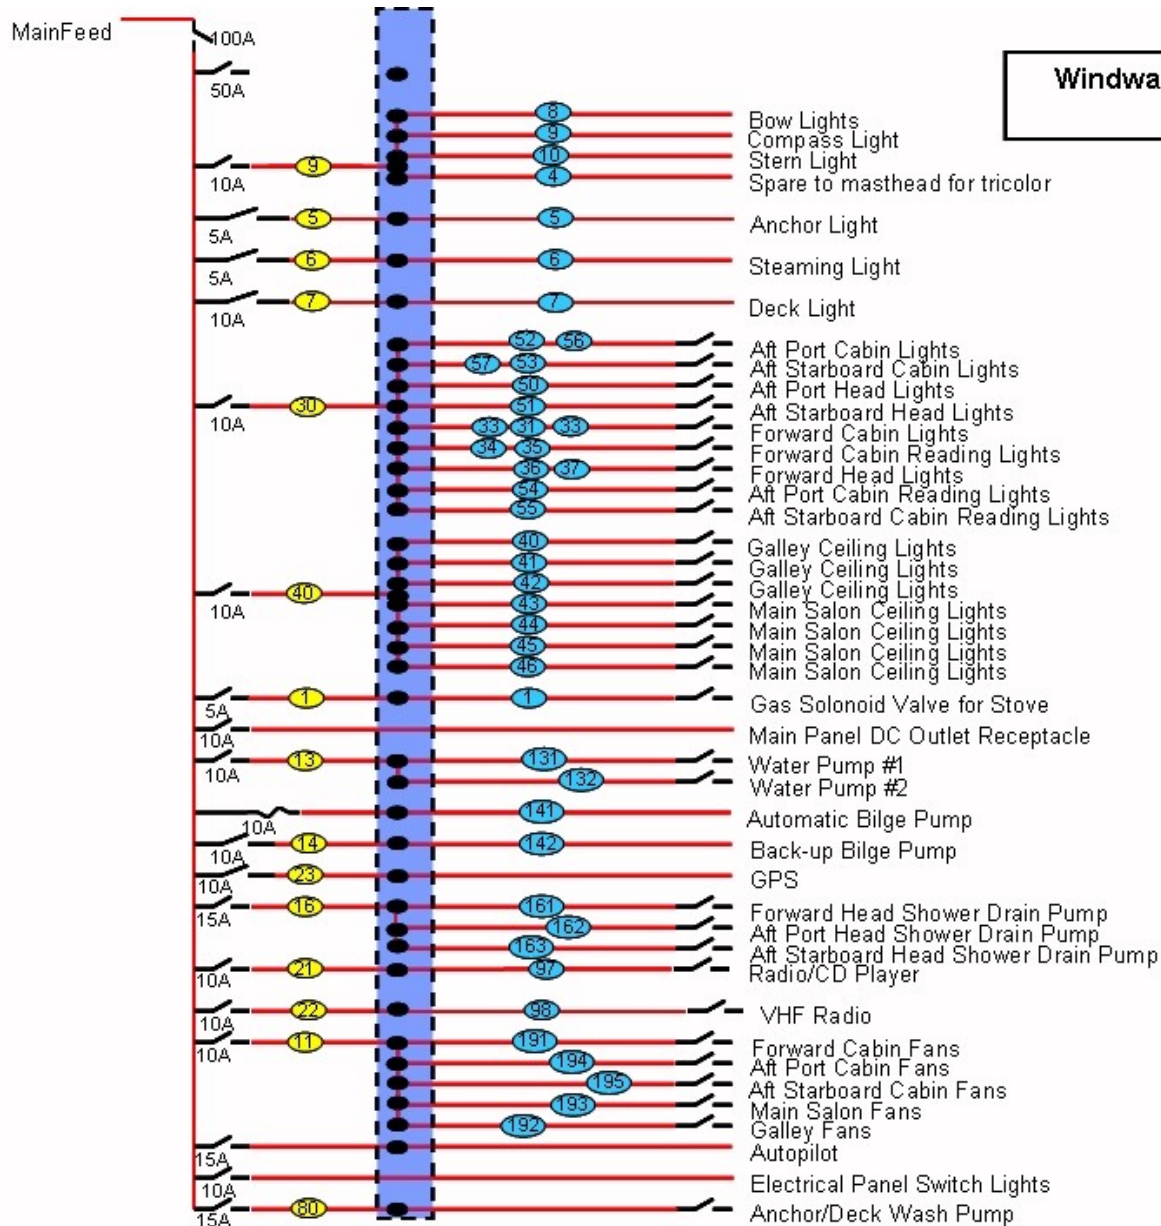 MainFeed
100A
50A
Windwa
8 Bow Lights
9 Compass Light
10 Stern Light
10A 9
4 Spare to masthead for tricolor
5A 5 5 Anchor Light
5A 6 6 Steaming Light
10A 7 7 Deck Light
52 56 Aft Port Cabin Lights
57 53 Aft Starboard Cabin Lights
50 Aft Port Head Lights
10A 30 51 Aft Starboard Head Lights
33 31 33 Forward Cabin Lights
34 35 Forward Cabin Reading Lights
36 37 Forward Head Lights
54 Aft Port Cabin Reading Lights
55 Aft Starboard Cabin Reading Lights
40 Galley Ceiling Lights
41 Galley Ceiling Lights
42 Galley Ceiling Lights
10A 40
43 Main Salon Ceiling Lights
44 Main Salon Ceiling Lights
45 Main Salon Ceiling Lights
46 Main Salon Ceiling Lights
5A 1 1 Gas Solonoid Valve for Stove
10A Main Panel DC Outlet Receptacle
10A 13 131 Water Pump #1
132 Water Pump #2
10A 141 Automatic Bilge Pump
10A 14 142 Back-up Bilge Pump
10A 23 GPS
15A 16 161 Forward Head Shower Drain Pump
162 Aft Port Head Shower Drain Pump
163 Aft Starboard Head Shower Drain Pump
10A 21 97 Radio/CD Player
10A 22 98 VHF Radio
10A 11 191 Forward Cabin Fans
194 Aft Port Cabin Fans
195 Aft Starboard Cabin Fans
193 Main Salon Fans
192 Galley Fans
15A Autopilot
10A Electrical Panel Switch Lights
15A 80 Anchor/Deck Wash Pump